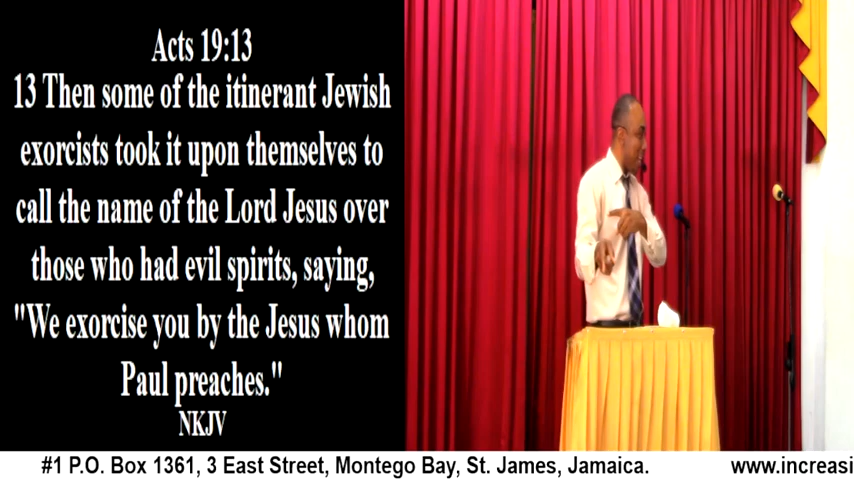 Acts 19:13
13 Then some of the itinerant Jewish
exorcists took it upon themselves to
call the name of the Lord Jesus over
those who had evil spirits, saying,
"We exorcise you by the Jesus whom
Paul preaches."
NKJV
#1 P.O. Box 1361, 3 East Street, Montego Bay, St. James, Jamaica. www.increasi